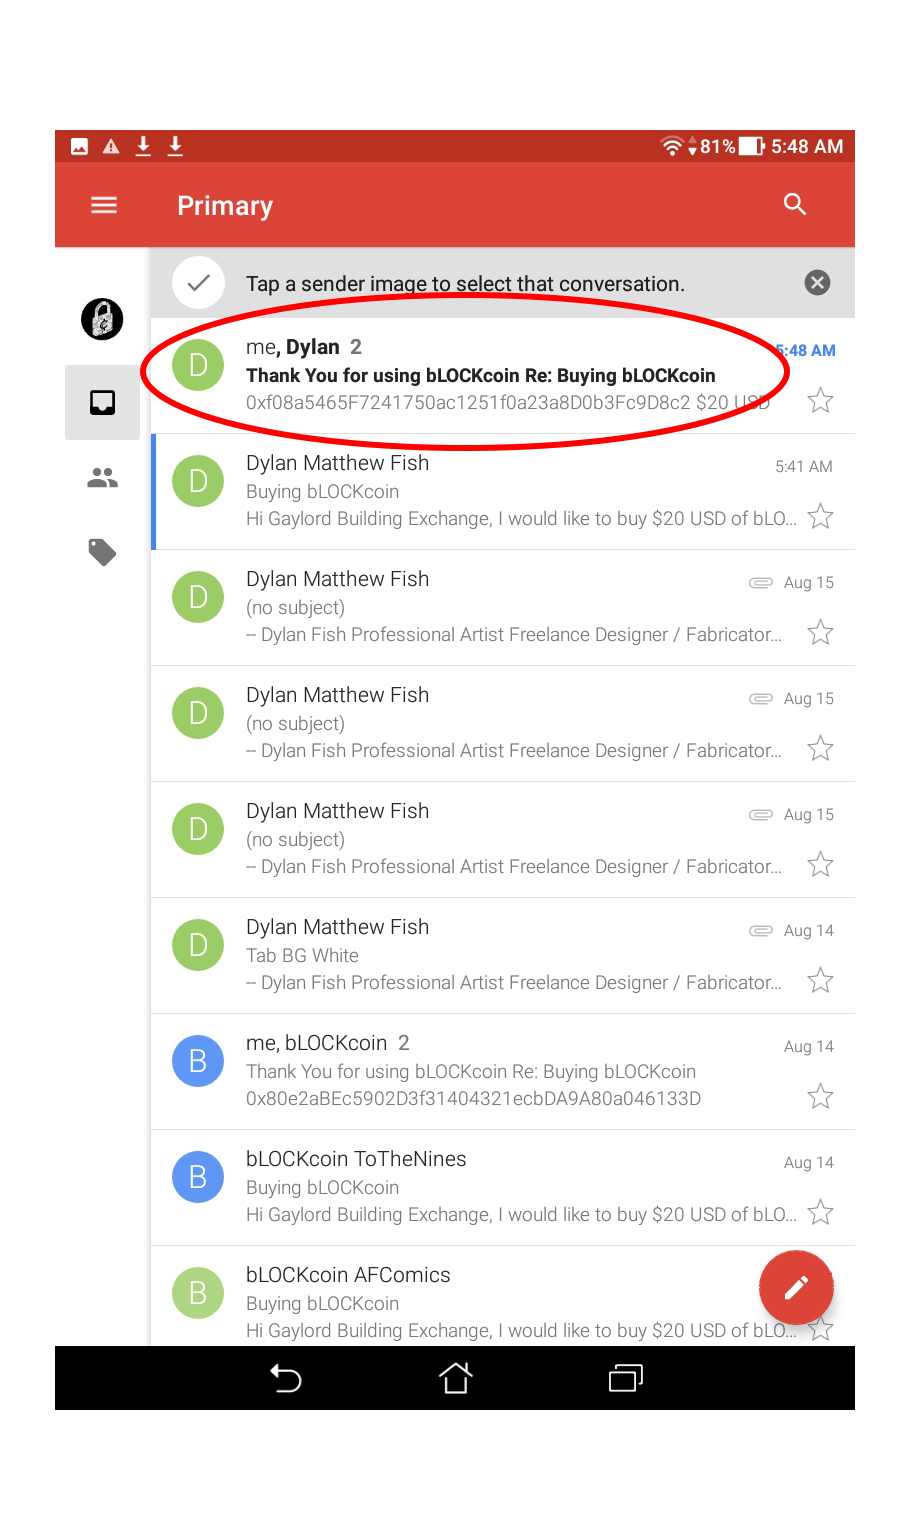 81% 5:48 AM
Primary
Tap a sender image to select that conversation.
D
me, Dylan 2
5:48 AM
Thank You for using bLOCKcoin Re: Buying bLOCKcoin
0xf08a5465F7241750ac1251f0a23a8D0b3Fc9D8c2 $20 USD
D
Dylan Matthew Fish
5:41 AM
Buying bLOCKcoin
Hi Gaylord Building Exchange, I would like to buy $20 USD of bLO...
D
Dylan Matthew Fish
Aug 15
(no subject)
-- Dylan Fish Professional Artist Freelance Designer / Fabricator...
D
Dylan Matthew Fish
Aug 15
(no subject)
-- Dylan Fish Professional Artist Freelance Designer / Fabricator...
D
Dylan Matthew Fish
Aug 15
(no subject)
-- Dylan Fish Professional Artist Freelance Designer / Fabricator...
D
Dylan Matthew Fish
Aug 14
Tab BG White
-- Dylan Fish Professional Artist Freelance Designer / Fabricator...
B
me, bLOCKcoin 2
Aug 14
Thank You for using bLOCKcoin Re: Buying bLOCKcoin
0x80e2aBEc5902D3f31404321ecbDA9A80a046133D
B
bLOCKcoin ToTheNines
Aug 14
Buying bLOCKcoin
Hi Gaylord Building Exchange, I would like to buy $20 USD of bLO...
B
bLOCKcoin AFComics
Buying bLOCKcoin
Hi Gaylord Building Exchange, I would like to buy $20 USD of bLO...